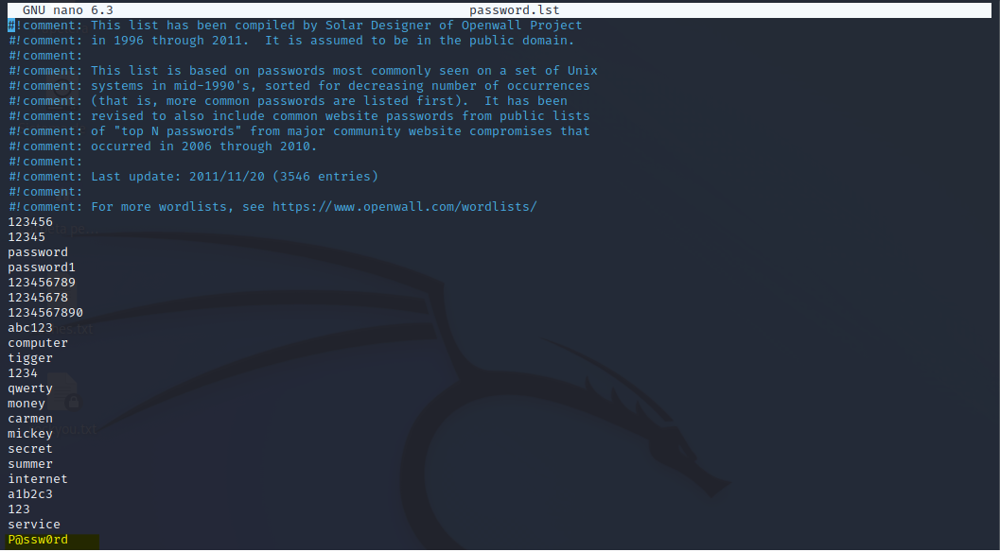 GNU nano 6.3 password.lst
#!comment: This list has been compiled by Solar Designer of Openwall Project
#!comment: in 1996 through 2011.  It is assumed to be in the public domain.
#!comment:
#!comment: This list is based on passwords most commonly seen on a set of Unix
#!comment: systems in mid-1990's, sorted for decreasing number of occurrences
#!comment: (that is, more common passwords are listed first).  It has been
#!comment: revised to also include common website passwords from public lists
#!comment: of "top N passwords" from major community website compromises that
#!comment: occurred in 2006 through 2010.
#!comment:
#!comment: Last update: 2011/11/20 (3546 entries)
#!comment:
#!comment: For more wordlists, see https://www.openwall.com/wordlists/
123456
12345
password
password1
123456789
12345678
1234567890
abc123
computer
tigger
1234
qwerty
money
carmen
mickey
secret
summer
internet
a1b2c3
123
service
P@ssw0rd